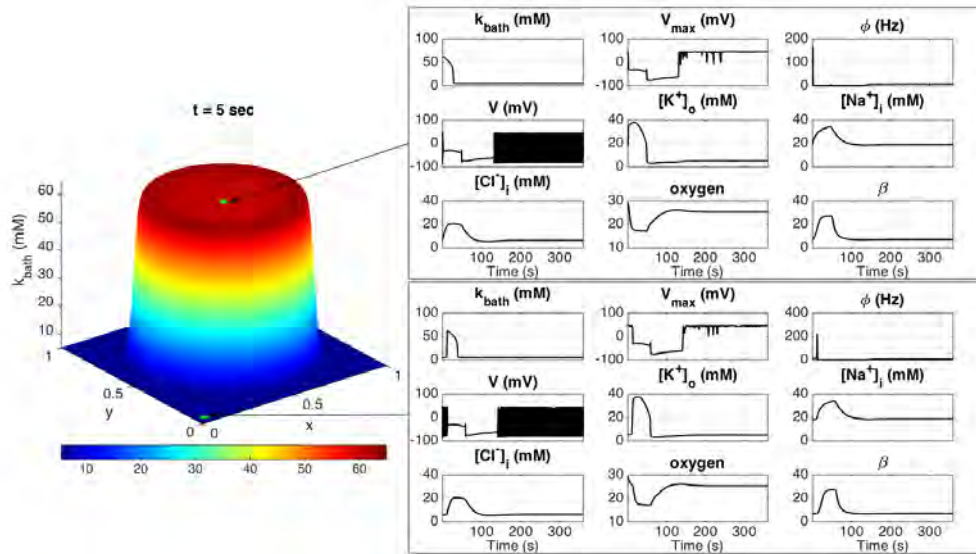 k_bath (mM) V_max (mV) ϕ (Hz)
100 100 200
50 0 100
0 -100 0
V (mV) [K⁺]_o (mM) [Na⁺]_i (mM)
100 40 40
0 20 20
-100 0 0
[Cl⁻]_i (mM) oxygen β
40 30 40
20 20
0 10 0
100 200 300 100 200 300 100 200 300
Time (s) Time (s) Time (s)
t = 5 sec
k_bath (mM)
60
50
40
30
20
10
1 0.5 0
y
0 0.5 1
x
10 20 30 40 50 60
k_bath (mM) V_max (mV) ϕ (Hz)
100 100 400
50 0 200
0 -100 0
V (mV) [K⁺]_o (mM) [Na⁺]_i (mM)
100 40 40
0 20 20
-100 0 0
[Cl⁻]_i (mM) oxygen β
40 30 40
20 20 20
0 10 0
100 200 300 100 200 300 100 200 300
Time (s) Time (s) Time (s)